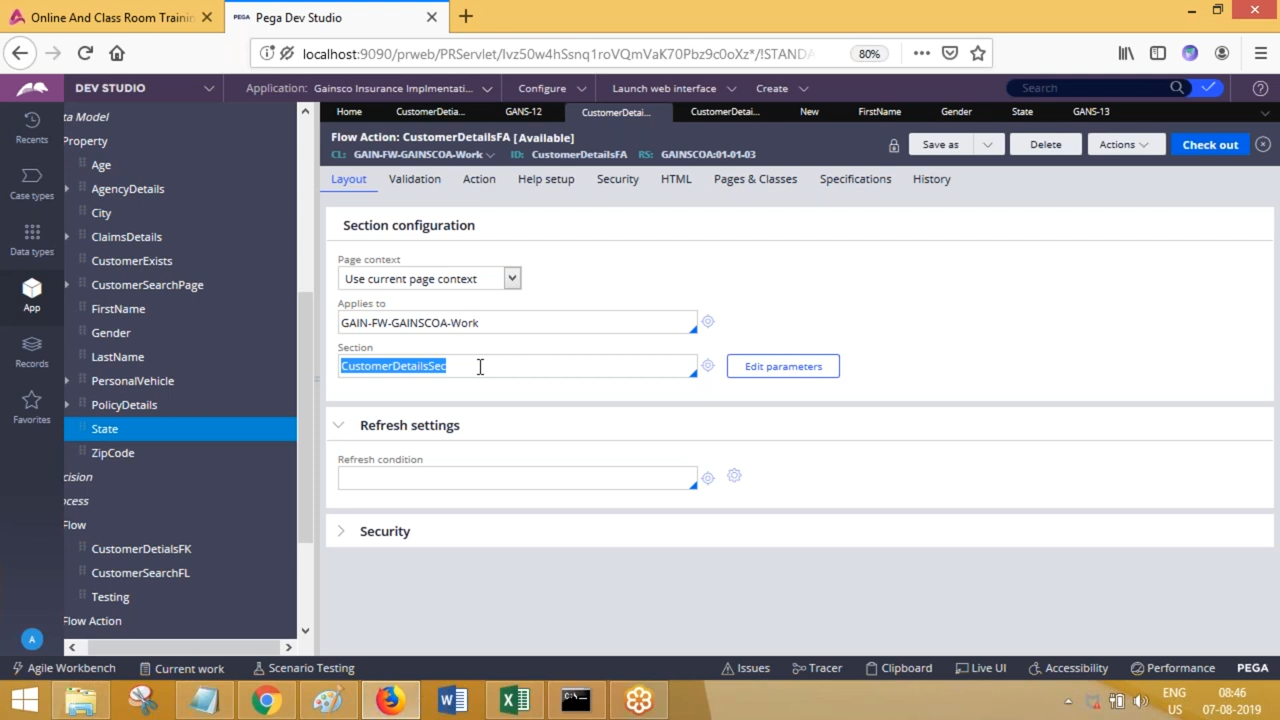 Online And Class Room Trainin
PEGA Pega Dev Studio
localhost:9090/prweb/PRServlet/lvz50w4hSsnq1roVQmVaK70Pbz9c0oXz*/!STANDA
80%
DEV STUDIO
Application: Gainsco Insurance Implmentati...
Configure
Launch web interface
Create
Search
Home
CustomerDetia...
GANS-12
CustomerDetai...
CustomerDetai...
New
FirstName
Gender
State
GANS-13
Flow Action: CustomerDetailsFA [Available]
CL: GAIN-FW-GAINSCOA-Work ID: CustomerDetailsFA RS: GAINSCOA:01-01-03
Save as
Delete
Actions
Check out
Layout
Validation
Action
Help setup
Security
HTML
Pages & Classes
Specifications
History
Recents
Case types
Data types
App
Records
Favorites
A
ta Model
Property
Age
AgencyDetails
City
ClaimsDetails
CustomerExists
CustomerSearchPage
FirstName
Gender
LastName
PersonalVehicle
PolicyDetails
State
ZipCode
cision
ocess
Flow
CustomerDetialsFK
CustomerSearchFL
Testing
Flow Action
Section configuration
Page context
Use current page context
Applies to
GAIN-FW-GAINSCOA-Work
Section
CustomerDetailsSec
Edit parameters
Refresh settings
Refresh condition
Security
Agile Workbench
Current work
Scenario Testing
Issues
Tracer
Clipboard
Live UI
Accessibility
Performance
PEGA
ENG
US
08:46
07-08-2019